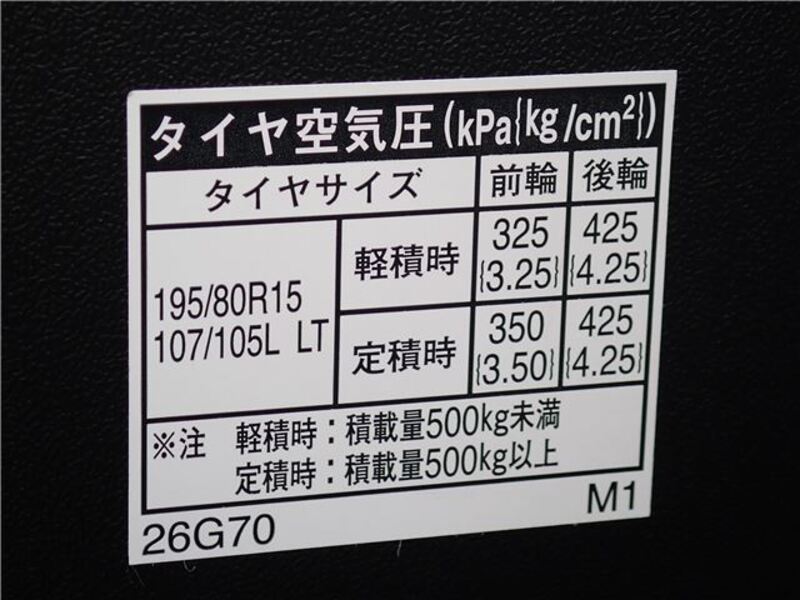 タイヤ空気圧(kPa{kg/cm²})
タイヤサイズ 前輪 後輪
195/80R15
107/105L LT
軽積時 325 425
{3.25} {4.25}
定積時 350 425
{3.50} {4.25}
※注 軽積時：積載量500kg未満
定積時：積載量500kg以上
26G70 M1